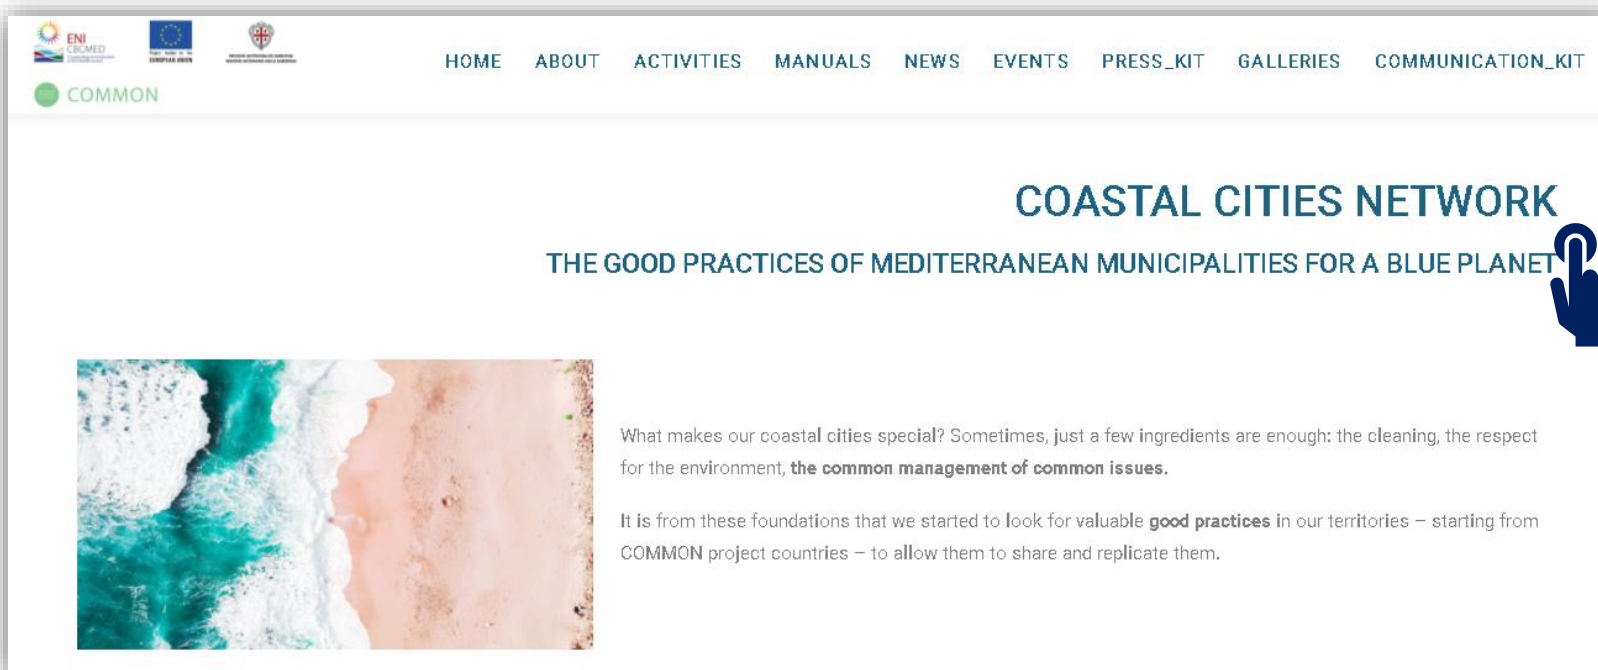 ENI
CBCMED
EUROPEAN UNION
COMMON
HOME ABOUT ACTIVITIES MANUALS NEWS EVENTS PRESS_KIT GALLERIES COMMUNICATION_KIT
COASTAL CITIES NETWORK
THE GOOD PRACTICES OF MEDITERRANEAN MUNICIPALITIES FOR A BLUE PLANET
What makes our coastal cities special? Sometimes, just a few ingredients are enough: the cleaning, the respect
for the environment, the common management of common issues.
It is from these foundations that we started to look for valuable good practices in our territories – starting from
COMMON project countries – to allow them to share and replicate them.